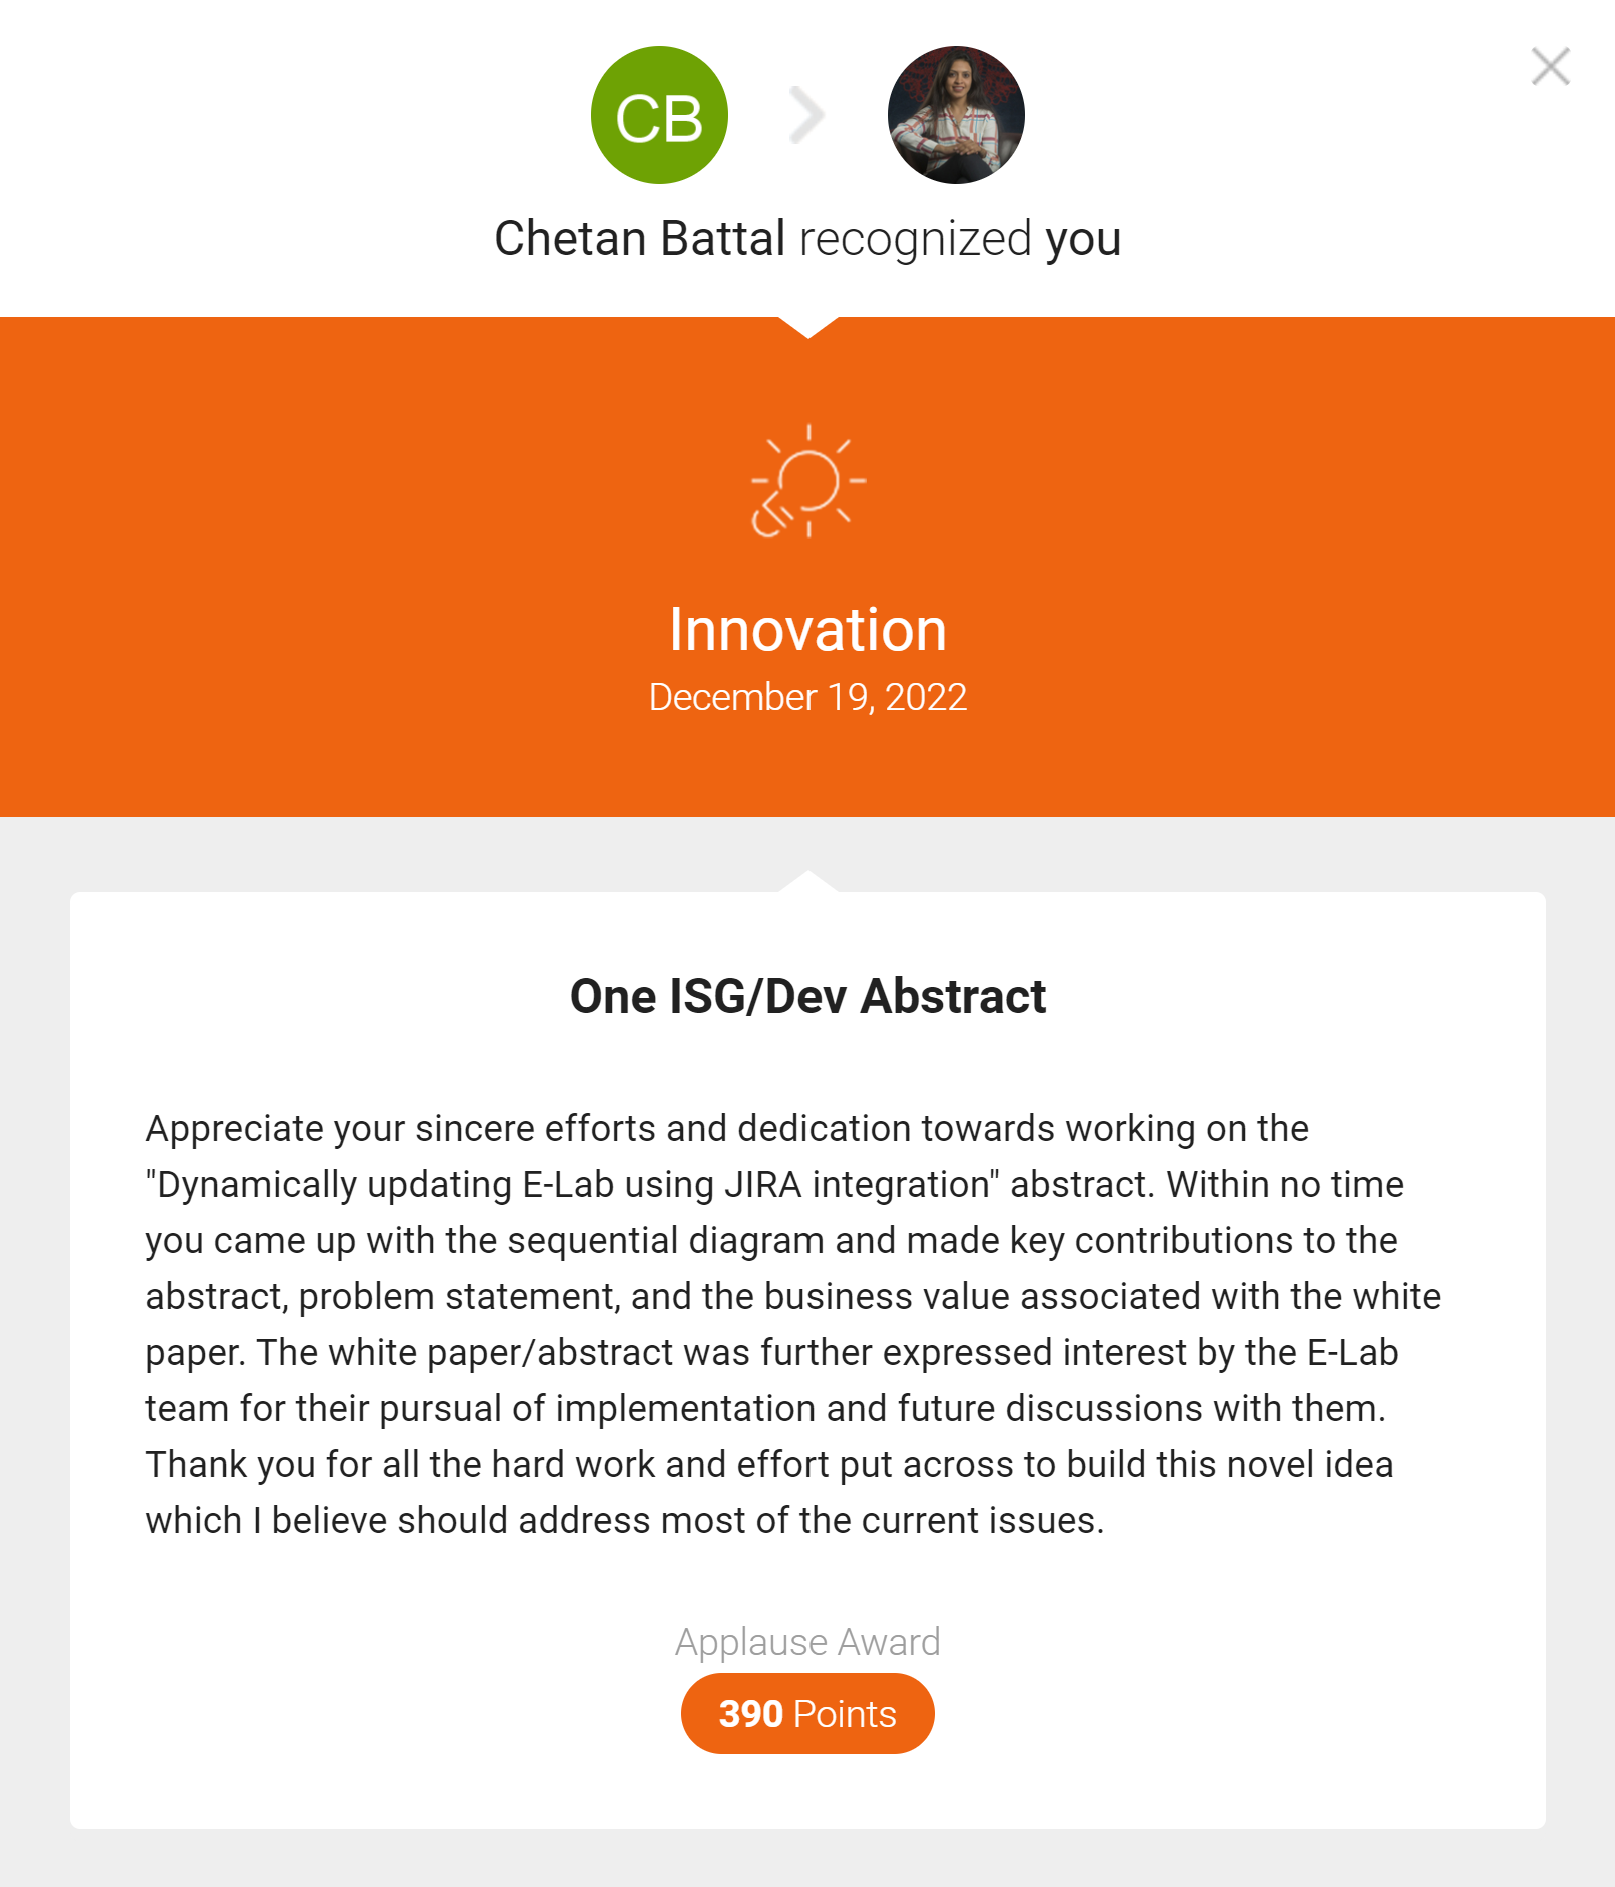 CB
Chetan Battal recognized you
Innovation
December 19, 2022
One ISG/Dev Abstract
Appreciate your sincere efforts and dedication towards working on the
"Dynamically updating E-Lab using JIRA integration" abstract. Within no time
you came up with the sequential diagram and made key contributions to the
abstract, problem statement, and the business value associated with the white
paper. The white paper/abstract was further expressed interest by the E-Lab
team for their pursual of implementation and future discussions with them.
Thank you for all the hard work and effort put across to build this novel idea
which I believe should address most of the current issues.
Applause Award
390 Points